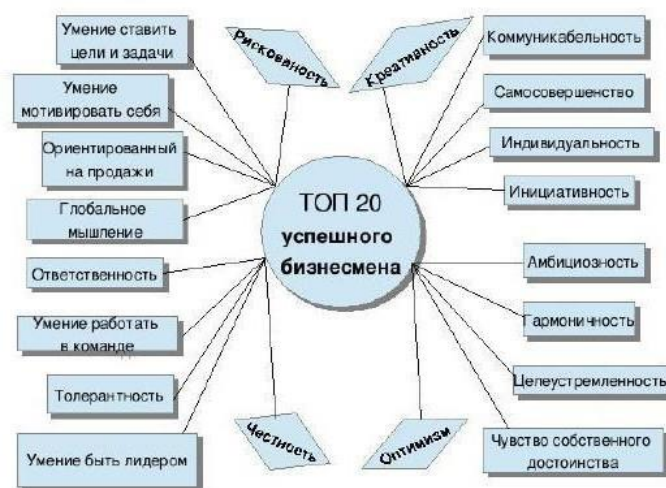 Умение ставить
цели и задачи
Рискованость
Креативность
Коммуникабельность
Умение
мотивировать себя
Самосовершенство
Ориентированный
на продажи
Индивидуальность
Глобальное
мышление
Инициативность
ТОП 20
успешного
бизнесмена
Ответственность
Амбициозность
Умение работать
в команде
Гармоничность
Толерантность
Целеустремленность
Умение быть лидером
Честность
Оптимизм
Чувство собственного
достоинства